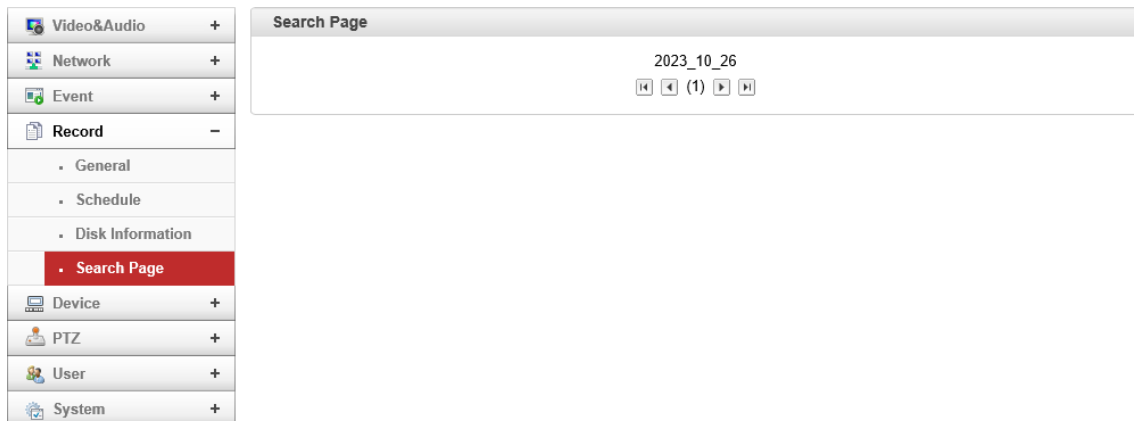 Video&Audio +
Network +
Event +
Record −
General
Schedule
Disk Information
Search Page
Device +
PTZ +
User +
System +
Search Page
2023_10_26
(1)